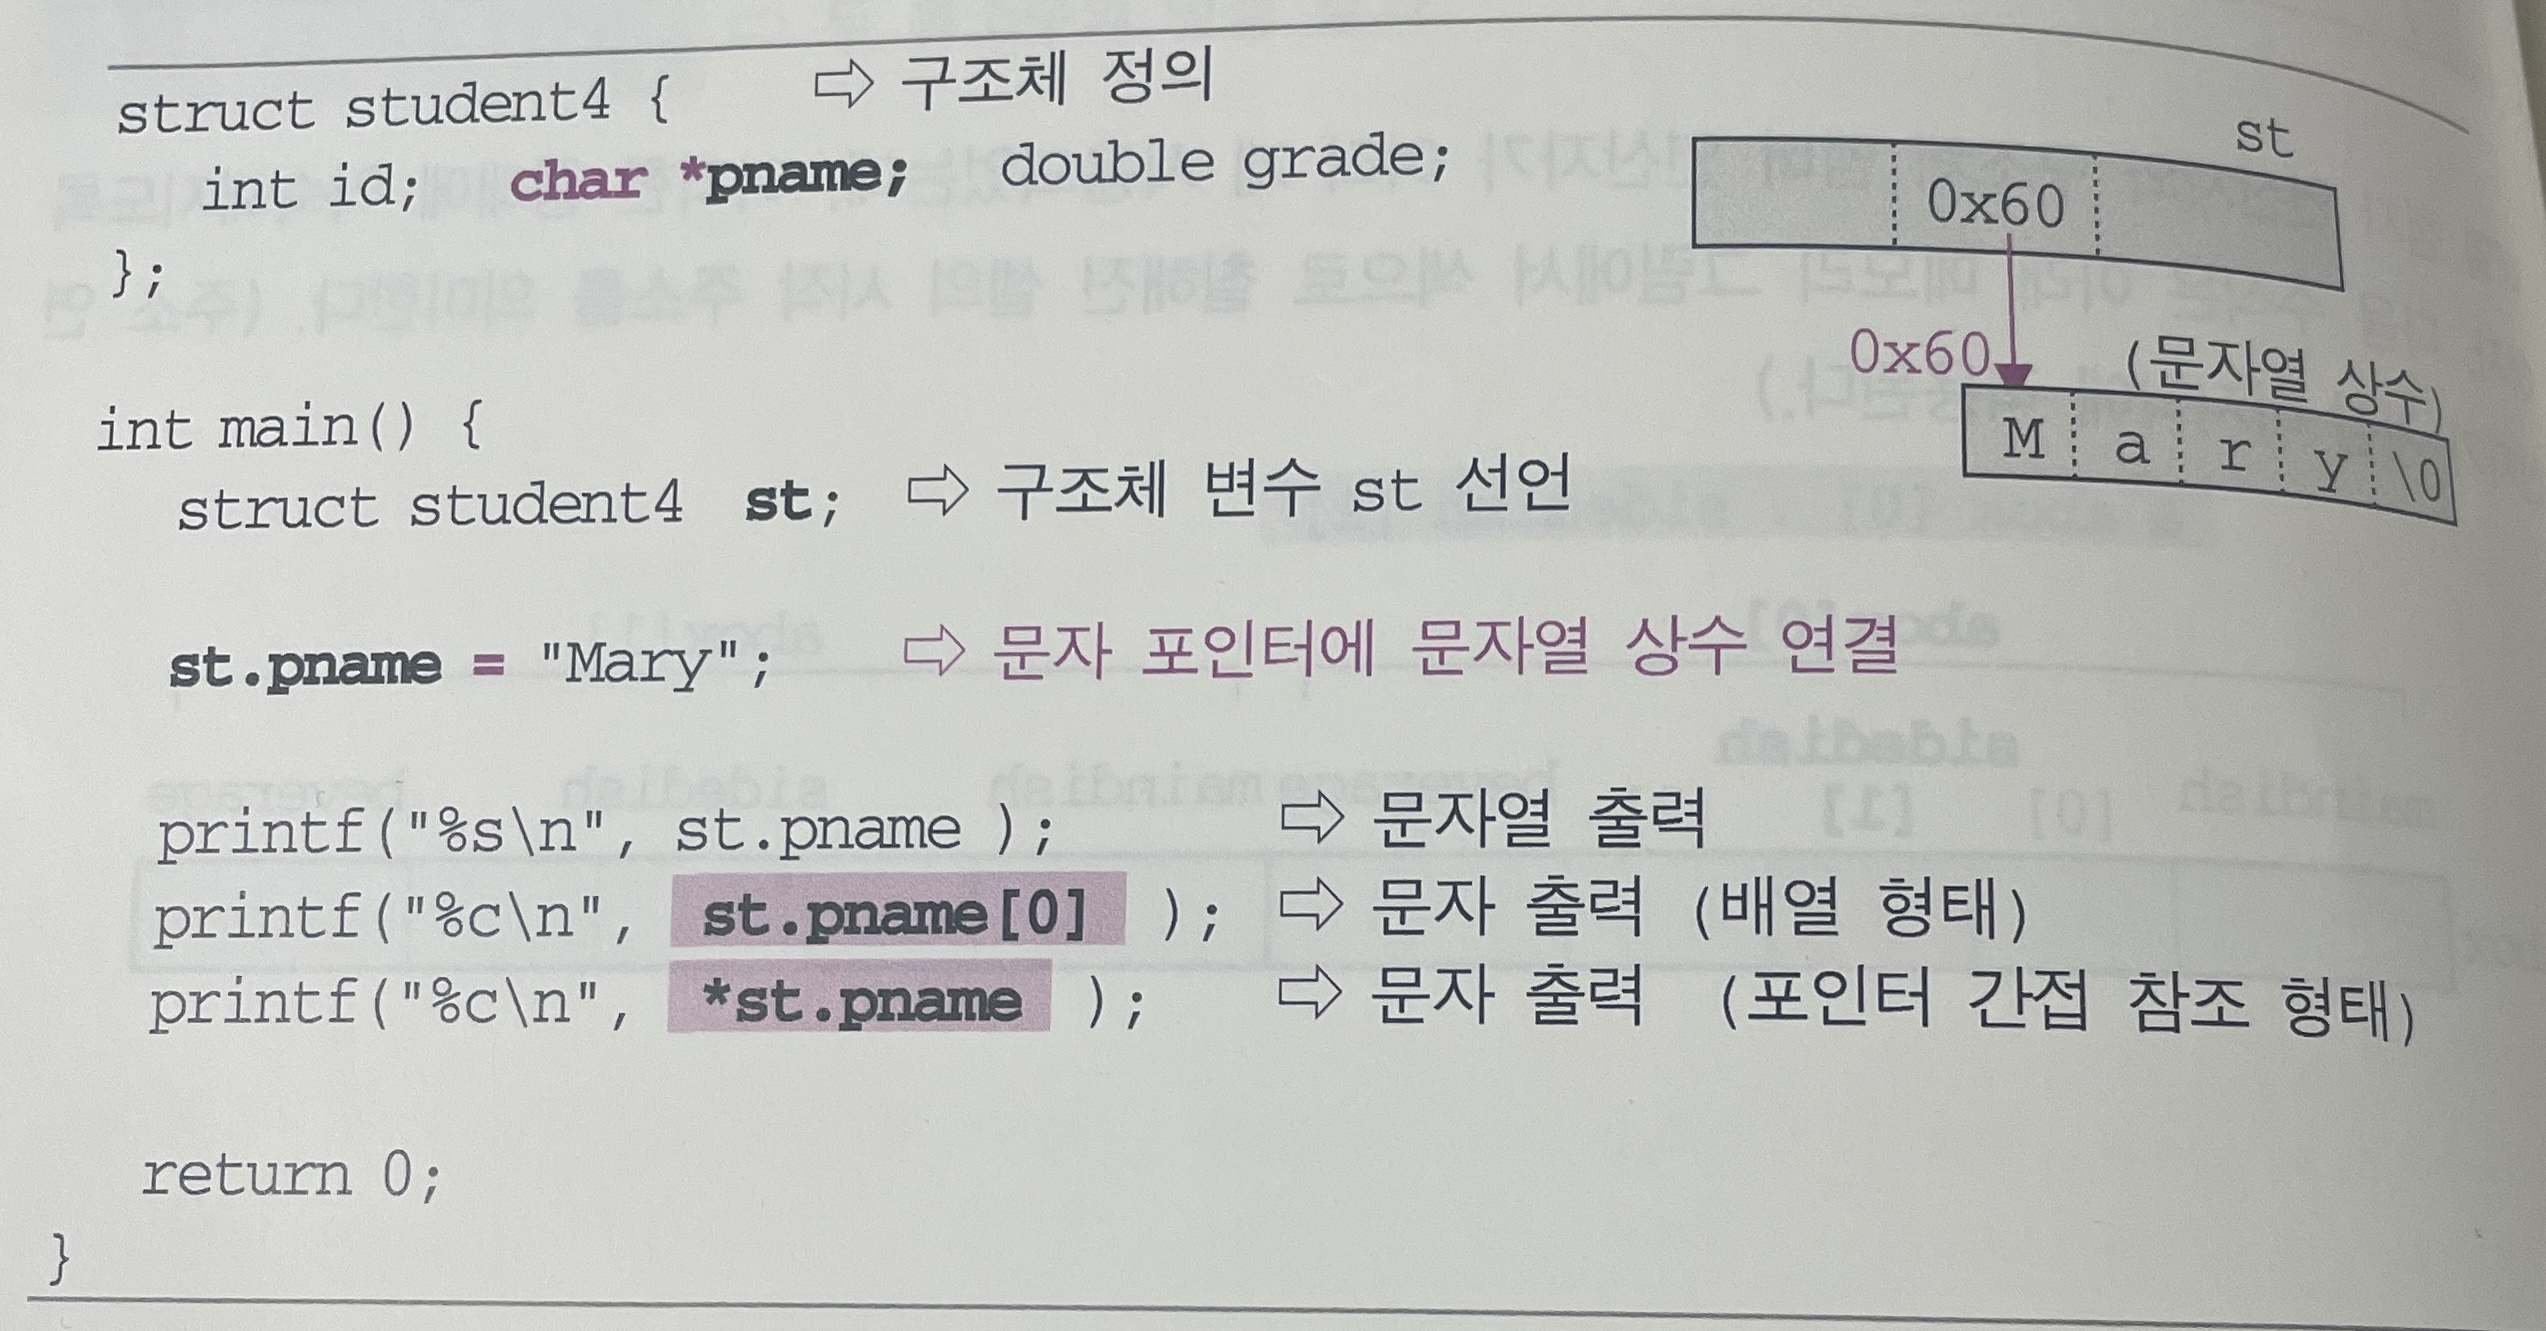 struct student4 { ⇨ 구조체 정의
int id; char *pname; double grade;
};
st
0x60
0x60
(문자열 상수)
M a r y \0
int main() {
struct student4 st; ⇨ 구조체 변수 st 선언
st.pname = "Mary"; ⇨ 문자 포인터에 문자열 상수 연결
printf("%s\n", st.pname ); ⇨ 문자열 출력
printf("%c\n", st.pname[0] ); ⇨ 문자 출력 (배열 형태)
printf("%c\n", *st.pname ); ⇨ 문자 출력 (포인터 간접 참조 형태)
return 0;
}